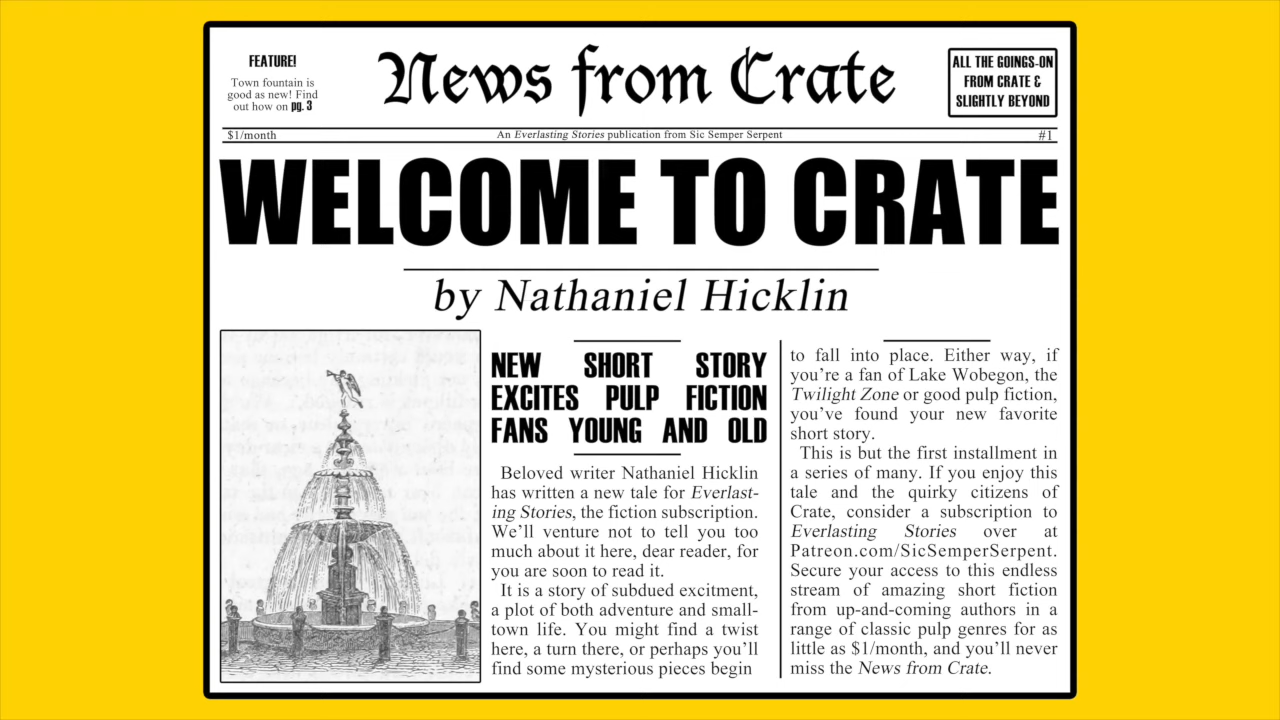 FEATURE!
Town fountain is
good as new! Find
out how on pg. 3
News from Crate
ALL THE GOINGS-ON
FROM CRATE &
SLIGHTLY BEYOND
$1/month
An Everlasting Stories publication from Sic Semper Serpent
#1
WELCOME TO CRATE
by Nathaniel Hicklin
NEW SHORT STORY
EXCITES PULP FICTION
FANS YOUNG AND OLD
Beloved writer Nathaniel Hicklin
has written a new tale for Everlast-
ing Stories, the fiction subscription.
We'll venture not to tell you too
much about it here, dear reader, for
you are soon to read it.
It is a story of subdued excitment,
a plot of both adventure and small-
town life. You might find a twist
here, a turn there, or perhaps you'll
find some mysterious pieces begin
to fall into place. Either way, if
you're a fan of Lake Wobegon, the
Twilight Zone or good pulp fiction,
you've found your new favorite
short story.
This is but the first installment in
a series of many. If you enjoy this
tale and the quirky citizens of
Crate, consider a subscription to
Everlasting Stories over at
Patreon.com/SicSemperSerpent.
Secure your access to this endless
stream of amazing short fiction
from up-and-coming authors in a
range of classic pulp genres for as
little as $1/month, and you'll never
miss the News from Crate.